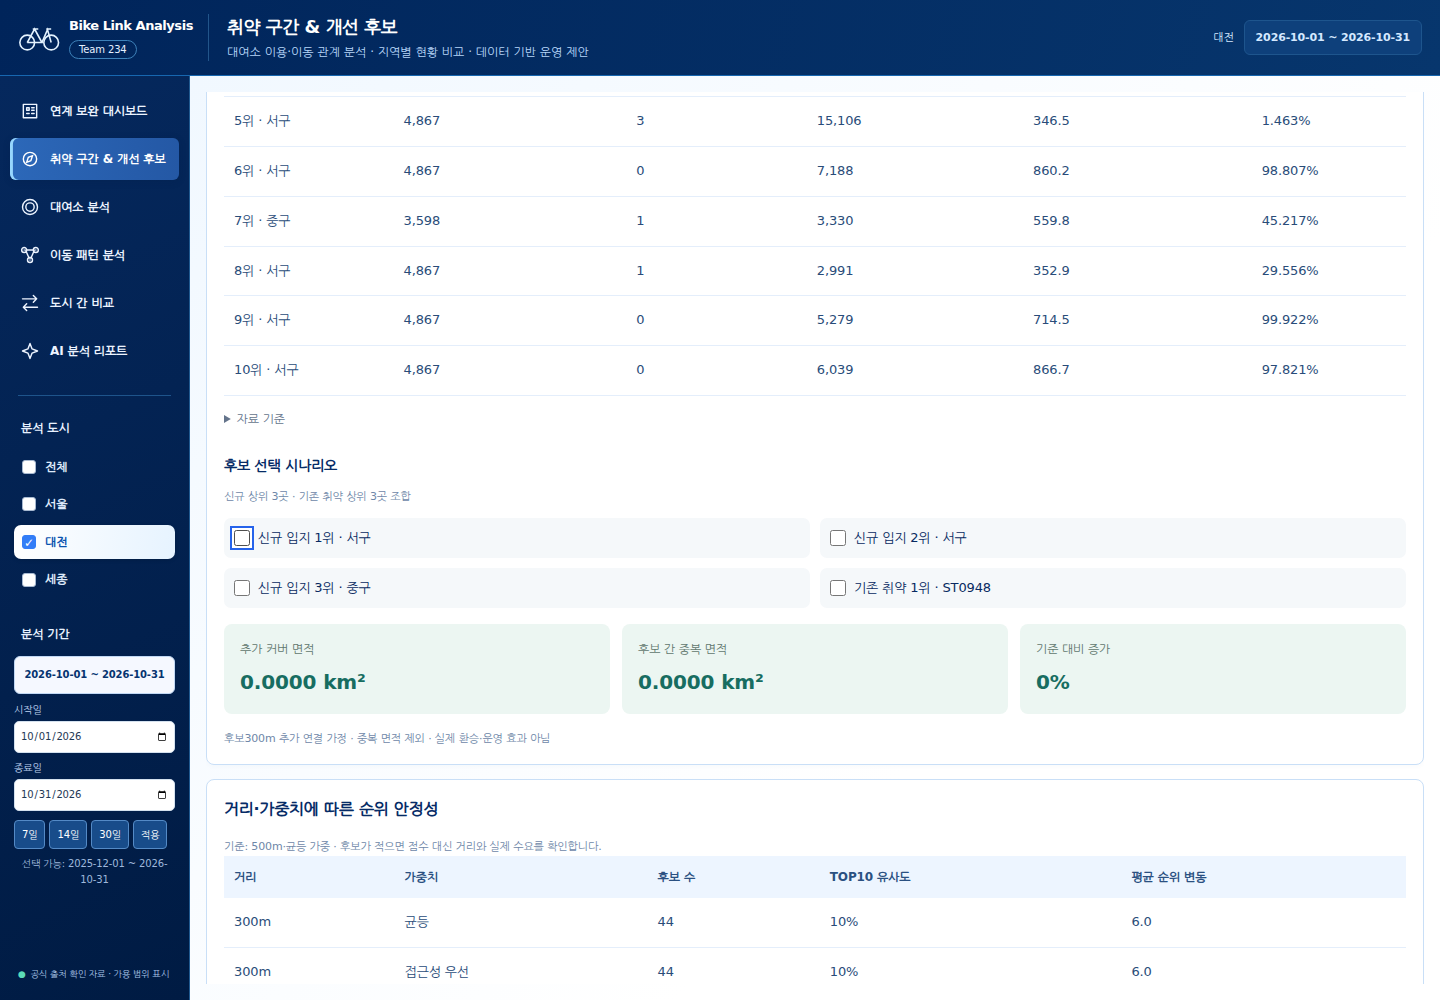 Bike Link Analysis
Team 234
취약 구간 & 개선 후보
대여소 이용·이동 관계 분석 · 지역별 현황 비교 · 데이터 기반 운영 제안
대전
2026-10-01 ~ 2026-10-31
연계 보완 대시보드
취약 구간 & 개선 후보
대여소 분석
이동 패턴 분석
도시 간 비교
AI 분석 리포트
분석 도시
전체
서울
대전
세종
분석 기간
2026-10-01 ~ 2026-10-31
시작일
10/01/2026
종료일
10/31/2026
7일 14일 30일 적용
선택 가능: 2025-12-01 ~ 2026-
10-31
공식 출처 확인 자료 · 가용 범위 표시
5위 · 서구 4,867 3 15,106 346.5 1.463%
6위 · 서구 4,867 0 7,188 860.2 98.807%
7위 · 중구 3,598 1 3,330 559.8 45.217%
8위 · 서구 4,867 1 2,991 352.9 29.556%
9위 · 서구 4,867 0 5,279 714.5 99.922%
10위 · 서구 4,867 0 6,039 866.7 97.821%
▶ 자료 기준
후보 선택 시나리오
신규 상위 3곳 · 기존 취약 상위 3곳 조합
신규 입지 1위 · 서구
신규 입지 2위 · 서구
신규 입지 3위 · 중구
기존 취약 1위 · ST0948
추가 커버 면적
0.0000 km²
후보 간 중복 면적
0.0000 km²
기준 대비 증가
0%
후보300m 추가 연결 가정 · 중복 면적 제외 · 실제 환승·운영 효과 아님
거리·가중치에 따른 순위 안정성
기준: 500m·균등 가중 · 후보가 적으면 점수 대신 거리와 실제 수요를 확인합니다.
거리 가중치 후보 수 TOP10 유사도 평균 순위 변동
300m 균등 44 10% 6.0
300m 접근성 우선 44 10% 6.0